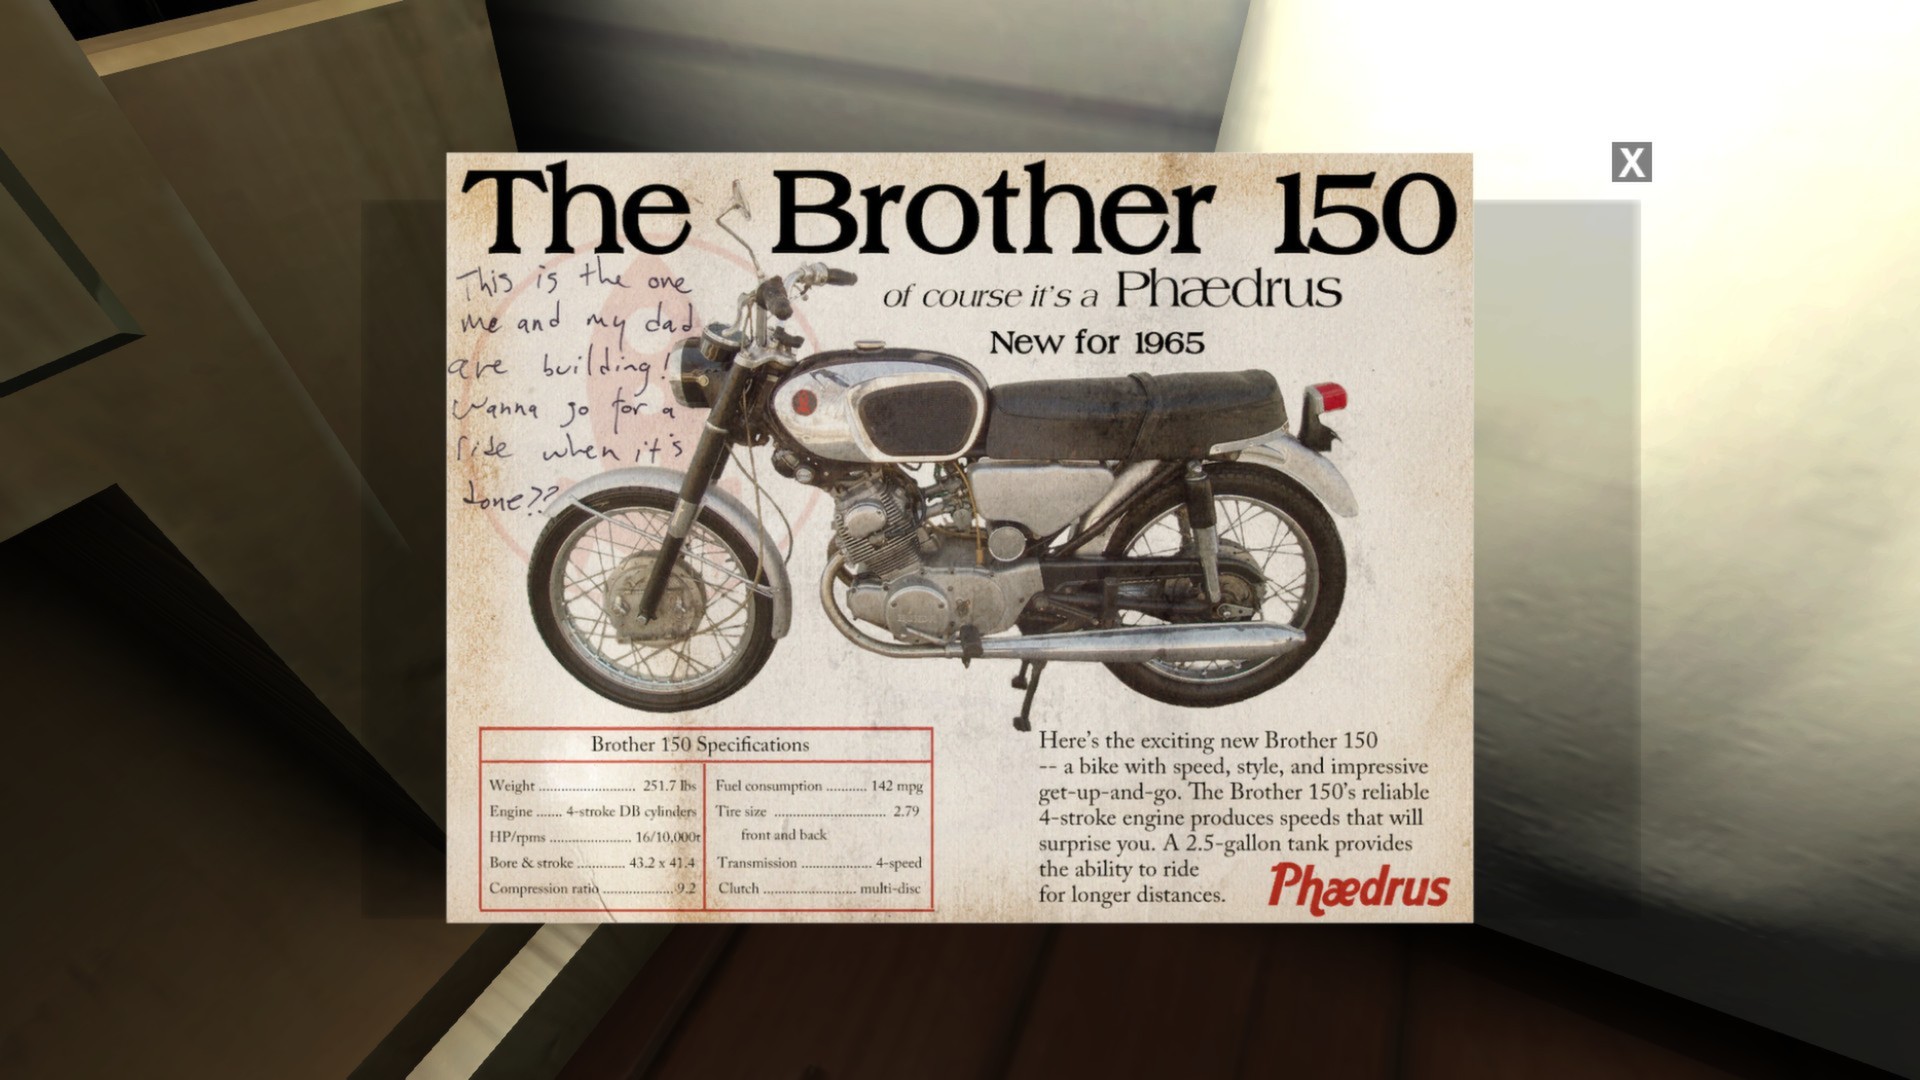 X
The Brother 150
of course it's a Phædrus
New for 1965
This is the one
me and my dad
are building!
Wanna go for a
ride when it's
done??
Brother 150 Specifications
Weight ........................... 251.7 lbs
Engine ....... 4-stroke DB cylinders
HP/rpms ...................... 16/10,000r
Bore & stroke ............ 43.2 x 41.4
Compression ratio ..................9.2
Fuel consumption .......... 142 mpg
Tire size ............................... 2.79
front and back
Transmission ................... 4-speed
Clutch ....................... multi-disc
Here's the exciting new Brother 150
-- a bike with speed, style, and impressive
get-up-and-go. The Brother 150's reliable
4-stroke engine produces speeds that will
surprise you. A 2.5-gallon tank provides
the ability to ride
for longer distances.
Phædrus